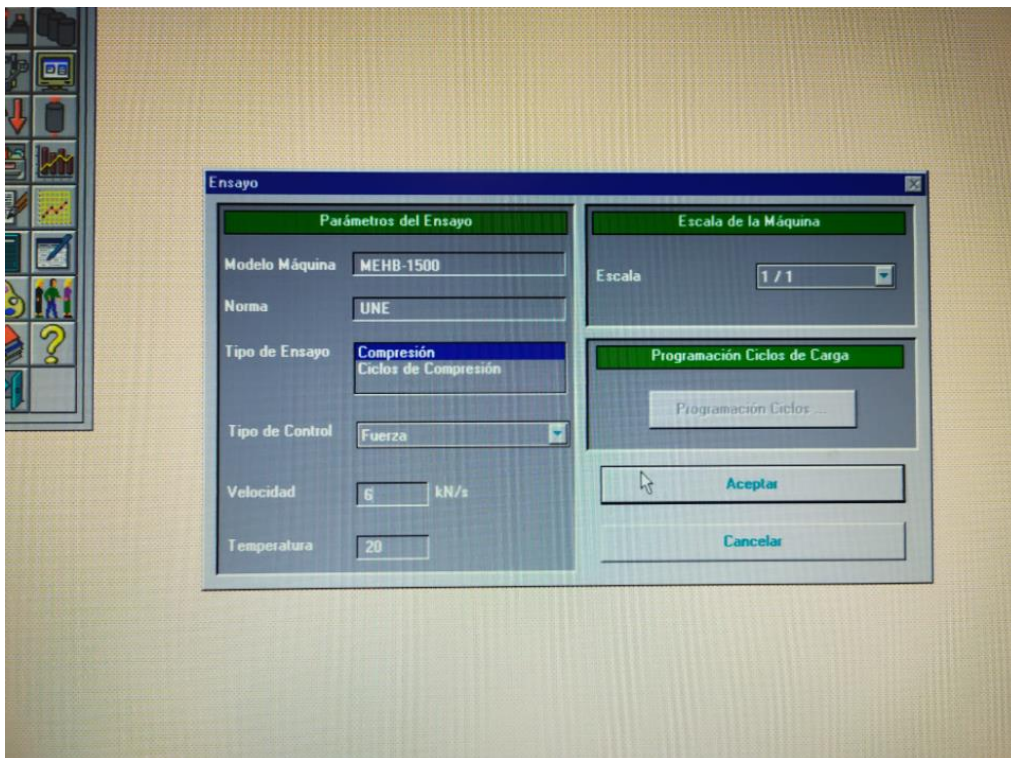 Ensayo
Parámetros del Ensayo
Modelo Máquina MEHB-1500
Norma UNE
Tipo de Ensayo Compresión
Ciclos de Compresión
Tipo de Control Fuerza
Velocidad 6 kN/s
Temperatura 20
Escala de la Máquina
Escala 1 / 1
Programación Ciclos de Carga
Programación Ciclos ...
Aceptar
Cancelar